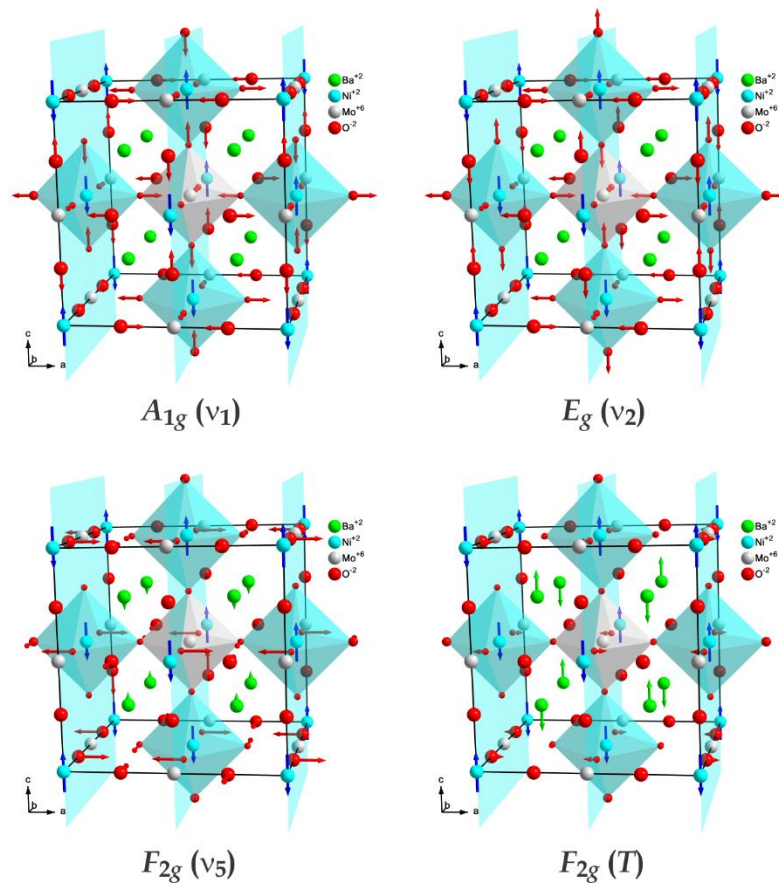 Ba+2
Ni+2
Mo+6
O-2
c
b
a
A1g (ν1)
Ba+2
Ni+2
Mo+6
O-2
c
b
a
Eg (ν2)
Ba+2
Ni+2
Mo+6
O-2
c
b
a
F2g (ν5)
Ba+2
Ni+2
Mo+6
O-2
c
b
a
F2g (T)